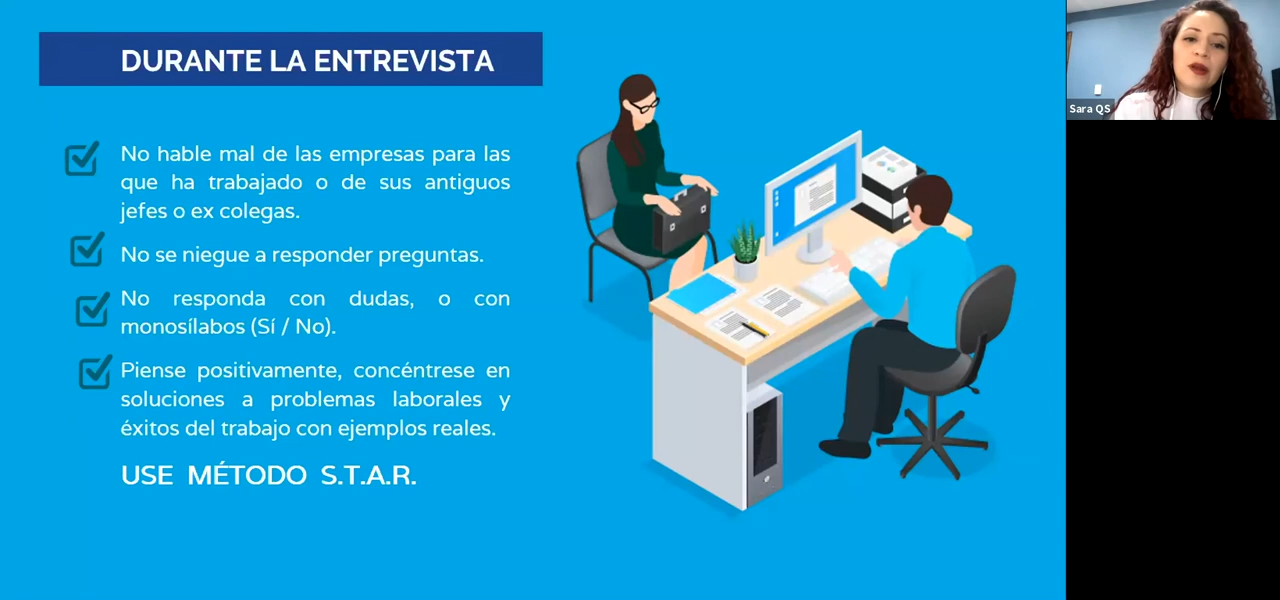 DURANTE LA ENTREVISTA
No hable mal de las empresas para las
que ha trabajado o de sus antiguos
jefes o ex colegas.
No se niegue a responder preguntas.
No responda con dudas, o con
monosílabos (Sí / No).
Piense positivamente, concéntrese en
soluciones a problemas laborales y
éxitos del trabajo con ejemplos reales.
USE MÉTODO S.T.A.R.
Sara QS